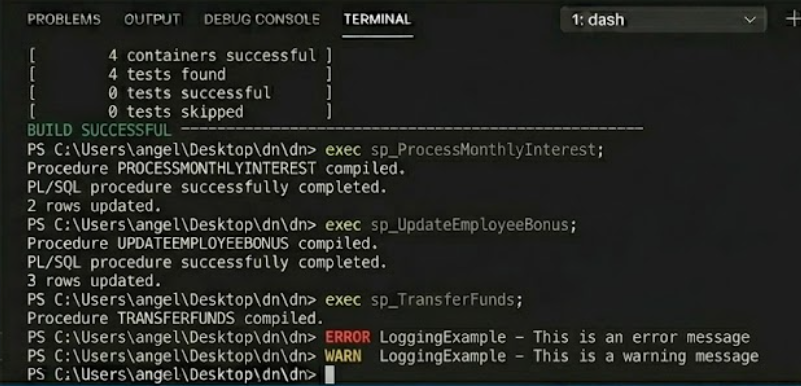 PROBLEMS OUTPUT DEBUG CONSOLE TERMINAL 1: dash
[ 4 containers successful ]
[ 4 tests found ]
[ 0 tests successful ]
[ 0 tests skipped ]
BUILD SUCCESSFUL ------------------------------------------------
PS C:\Users\angel\Desktop\dn\dn> exec sp_ProcessMonthlyInterest;
Procedure PROCESSMONTHLYINTEREST compiled.
PL/SQL procedure successfully completed.
2 rows updated.
PS C:\Users\angel\Desktop\dn\dn> exec sp_UpdateEmployeeBonus;
Procedure UPDATEEMPLOYEEBONUS compiled.
PL/SQL procedure successfully completed.
3 rows updated.
PS C:\Users\angel\Desktop\dn\dn> exec sp_TransferFunds;
Procedure TRANSFERFUNDS compiled.
PS C:\Users\angel\Desktop\dn\dn> ERROR LoggingExample - This is an error message
PS C:\Users\angel\Desktop\dn\dn> WARN LoggingExample - This is a warning message
PS C:\Users\angel\Desktop\dn\dn>